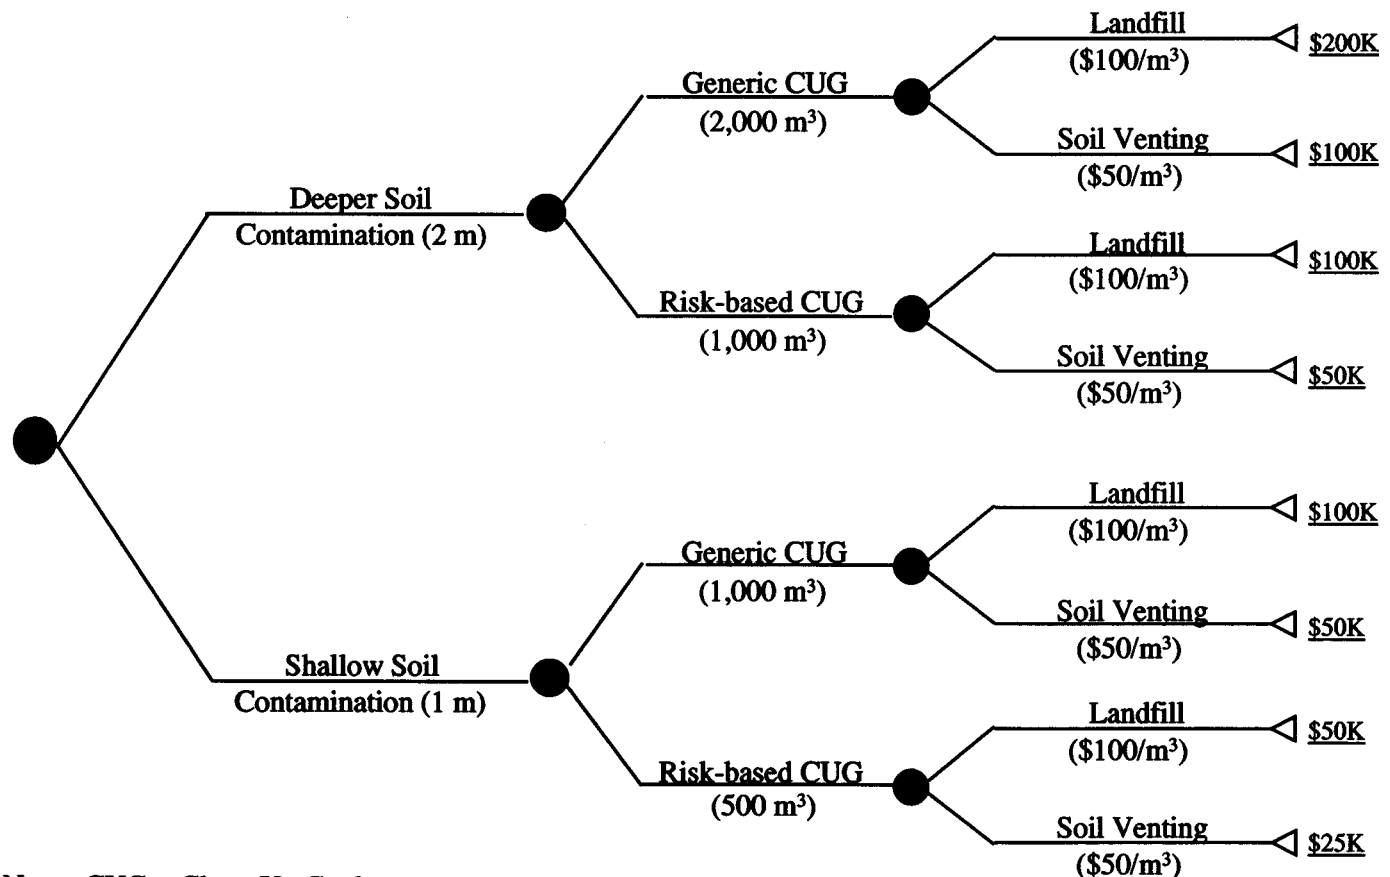 Landfill
($100/m³)
$200K
Generic CUG
(2,000 m³)
Soil Venting
($50/m³)
$100K
Deeper Soil
Contamination (2 m)
Landfill
($100/m³)
$100K
Risk-based CUG
(1,000 m³)
Soil Venting
($50/m³)
$50K
Landfill
($100/m³)
$100K
Generic CUG
(1,000 m³)
Soil Venting
($50/m³)
$50K
Shallow Soil
Contamination (1 m)
Landfill
($100/m³)
$50K
Risk-based CUG
(500 m³)
Soil Venting
($50/m³)
$25K